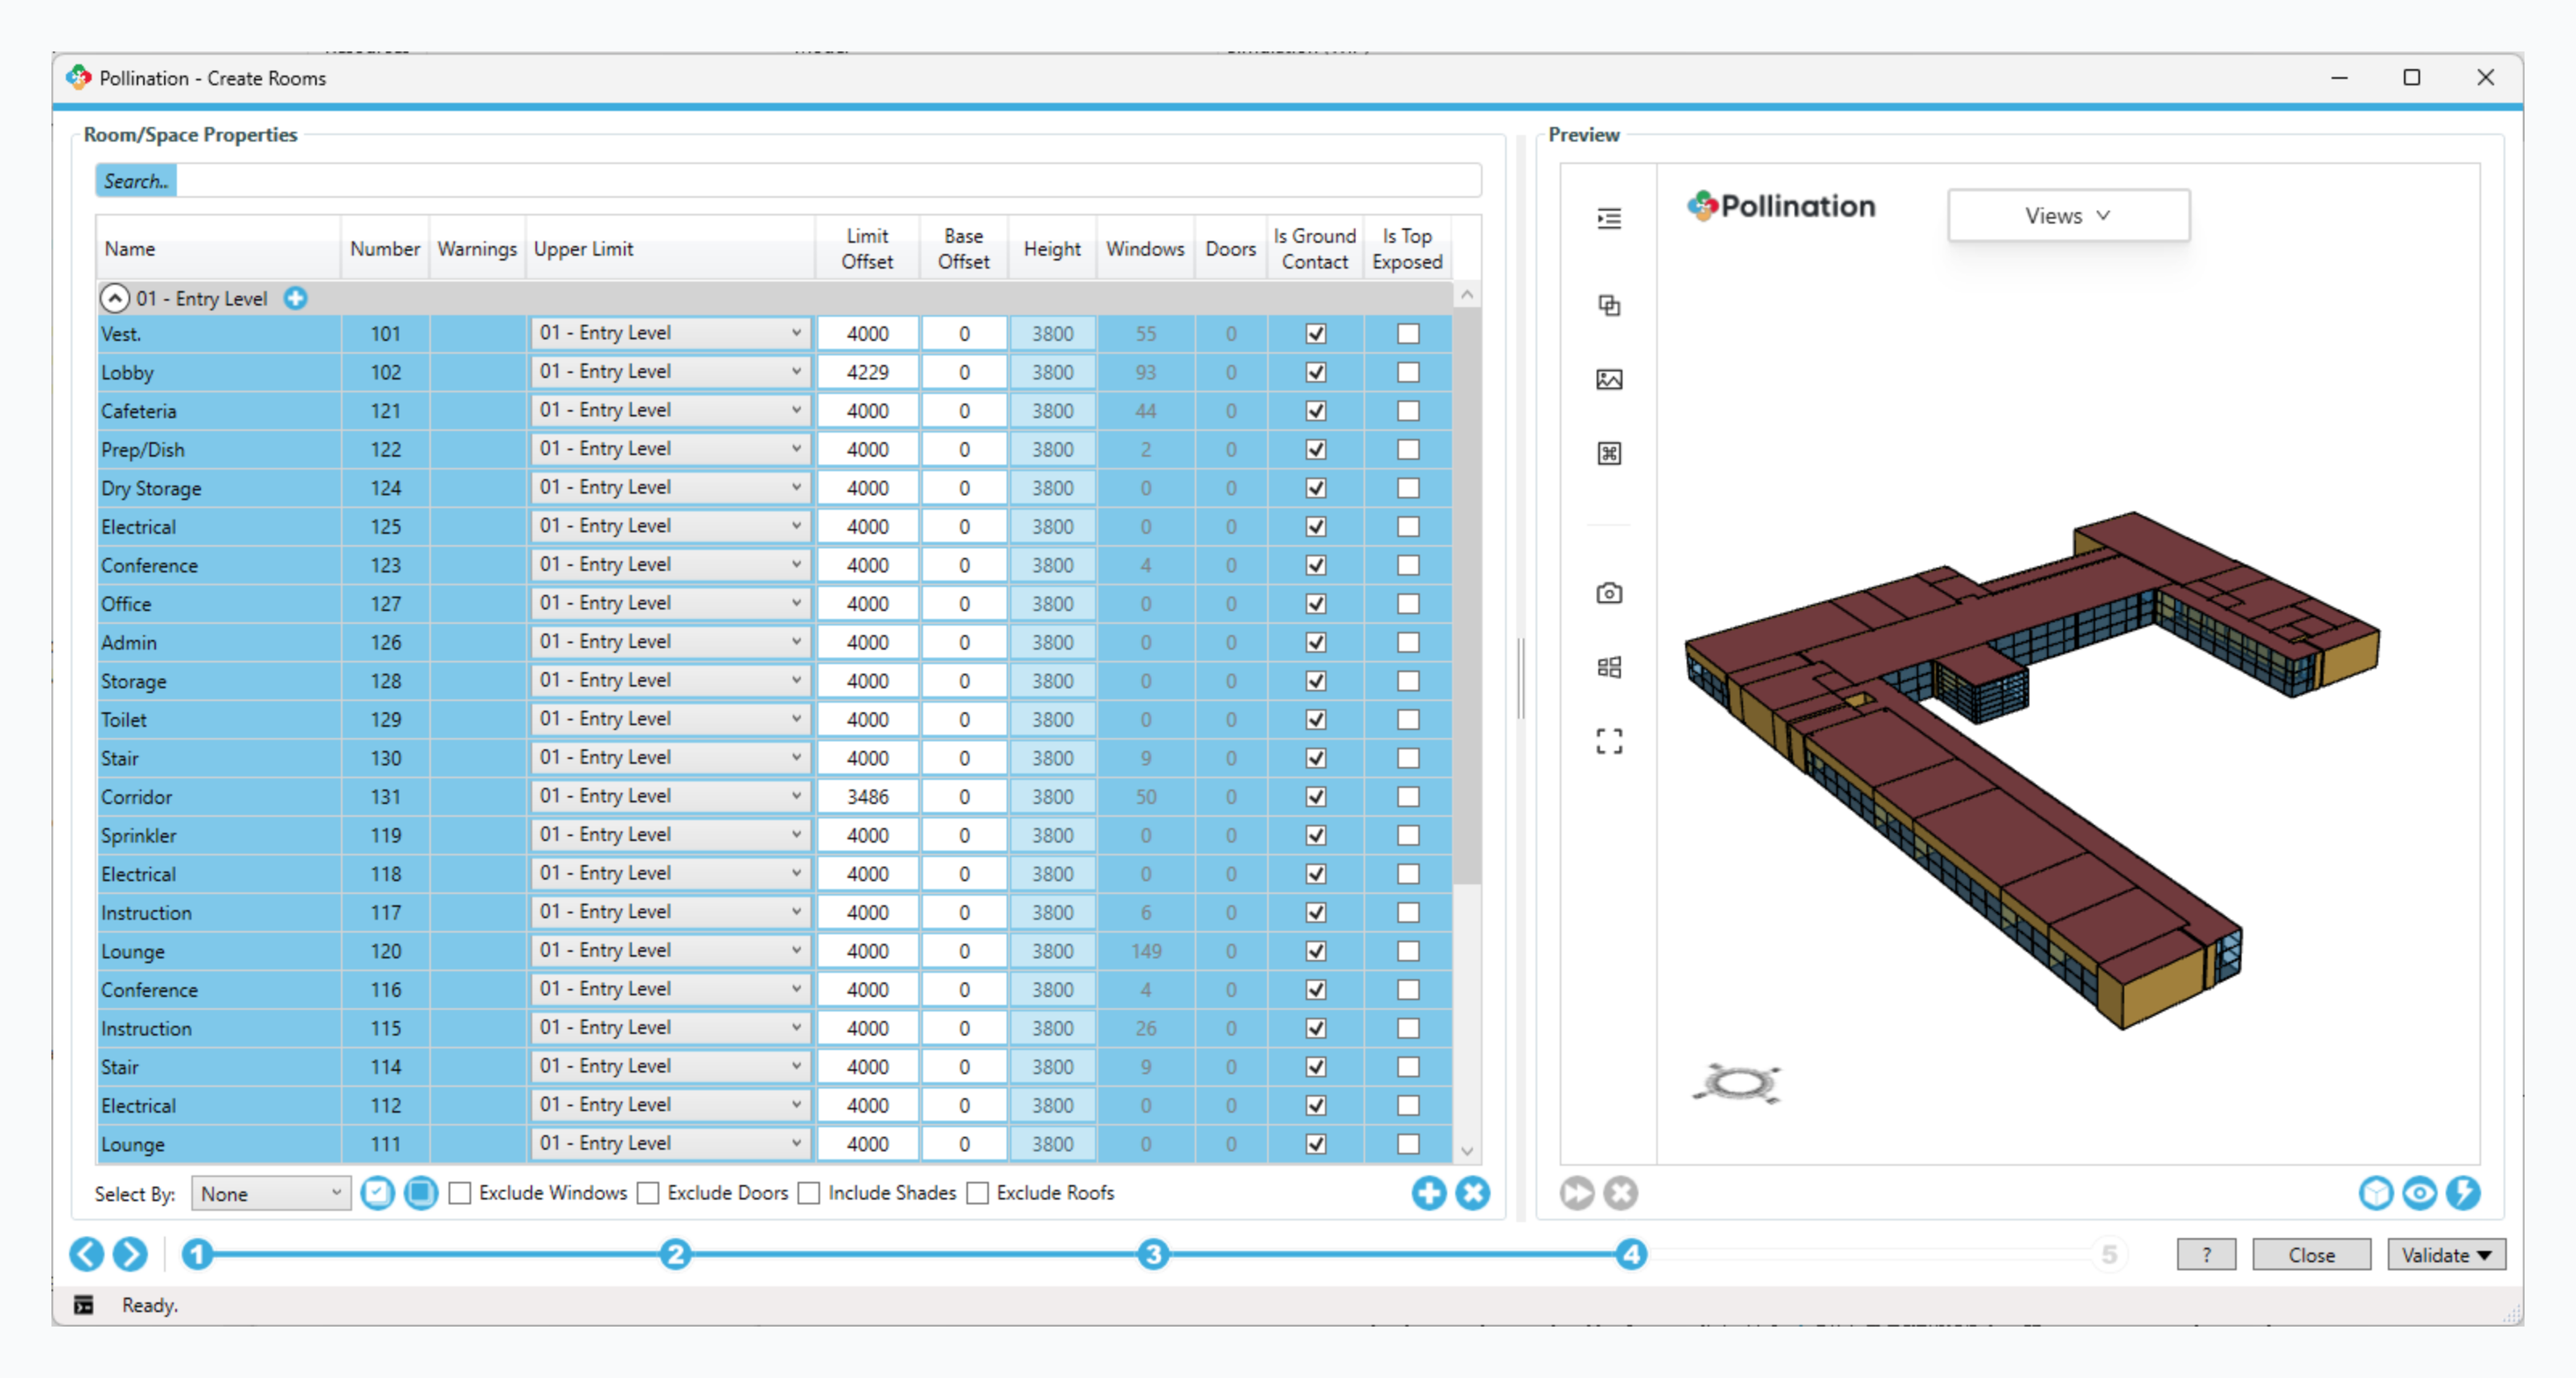 Pollination - Create Rooms
Room/Space Properties
Search..
Name Number Warnings Upper Limit Limit Offset Base Offset Height Windows Doors Is Ground Contact Is Top Exposed
01 - Entry Level
Vest. 101 01 - Entry Level 4000 0 3800 55 0
Lobby 102 01 - Entry Level 4229 0 3800 93 0
Cafeteria 121 01 - Entry Level 4000 0 3800 44 0
Prep/Dish 122 01 - Entry Level 4000 0 3800 2 0
Dry Storage 124 01 - Entry Level 4000 0 3800 0 0
Electrical 125 01 - Entry Level 4000 0 3800 0 0
Conference 123 01 - Entry Level 4000 0 3800 4 0
Office 127 01 - Entry Level 4000 0 3800 0 0
Admin 126 01 - Entry Level 4000 0 3800 0 0
Storage 128 01 - Entry Level 4000 0 3800 0 0
Toilet 129 01 - Entry Level 4000 0 3800 0 0
Stair 130 01 - Entry Level 4000 0 3800 9 0
Corridor 131 01 - Entry Level 3486 0 3800 50 0
Sprinkler 119 01 - Entry Level 4000 0 3800 0 0
Electrical 118 01 - Entry Level 4000 0 3800 0 0
Instruction 117 01 - Entry Level 4000 0 3800 6 0
Lounge 120 01 - Entry Level 4000 0 3800 149 0
Conference 116 01 - Entry Level 4000 0 3800 4 0
Instruction 115 01 - Entry Level 4000 0 3800 26 0
Stair 114 01 - Entry Level 4000 0 3800 9 0
Electrical 112 01 - Entry Level 4000 0 3800 0 0
Lounge 111 01 - Entry Level 4000 0 3800 0 0
Select By: None Exclude Windows Exclude Doors Include Shades Exclude Roofs
Preview
Pollination
Views
1 2 3 4 5
? Close Validate
Ready.